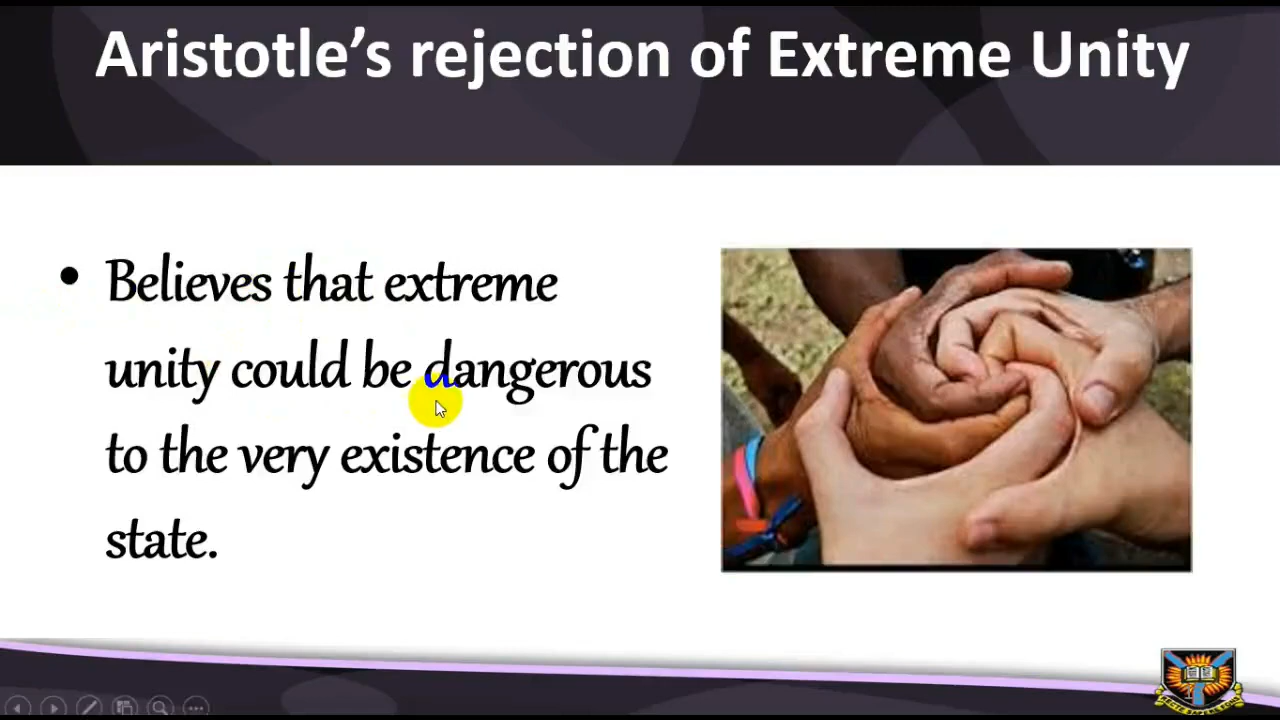 Aristotle's rejection of Extreme Unity
• Believes that extreme
unity could be dangerous
to the very existence of the
state.